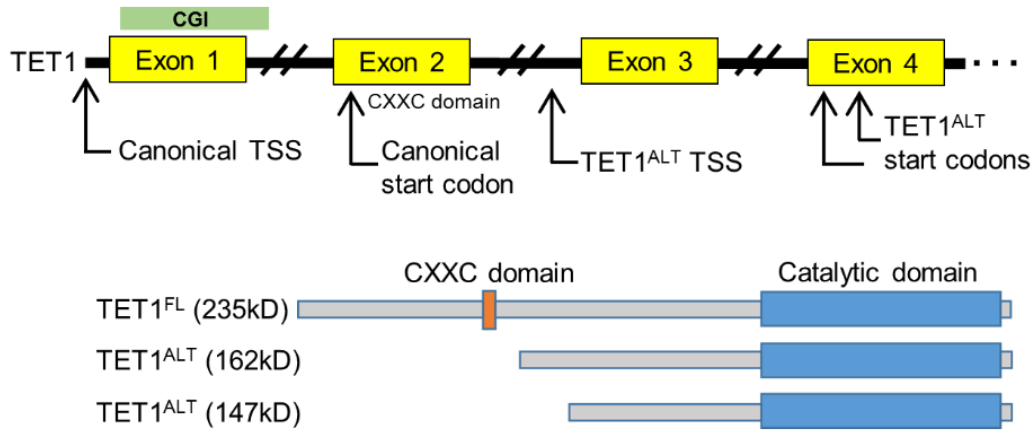 CGI
TET1 Exon 1 Exon 2 Exon 3 Exon 4 ...
CXXC domain
Canonical TSS
Canonical
start codon
TET1ALT TSS
TET1ALT
start codons
CXXC domain Catalytic domain
TET1FL (235kD)
TET1ALT (162kD)
TET1ALT (147kD)